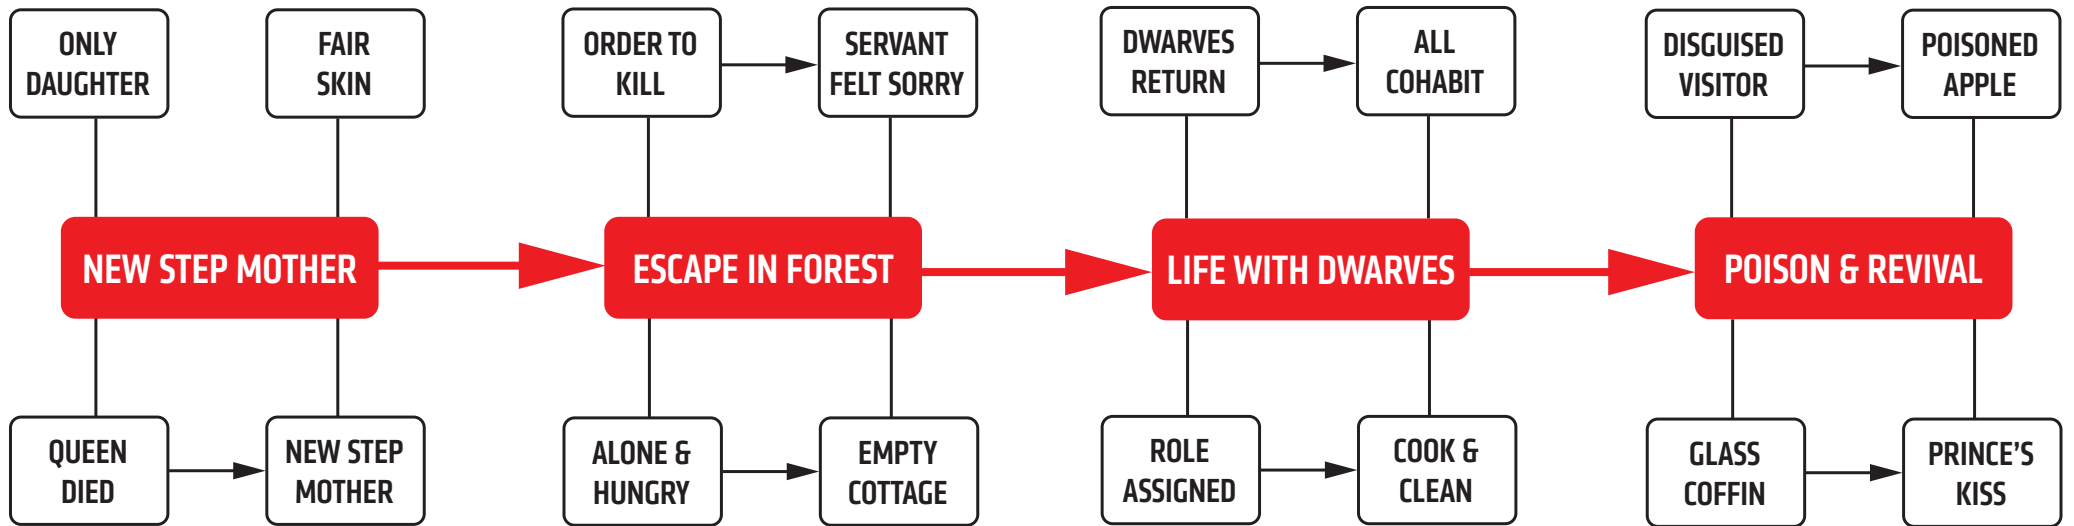 ONLY
DAUGHTER
FAIR
SKIN
ORDER TO
KILL
SERVANT
FELT SORRY
DWARVES
RETURN
ALL
COHABIT
DISGUISED
VISITOR
POISONED
APPLE
NEW STEP MOTHER
ESCAPE IN FOREST
LIFE WITH DWARVES
POISON & REVIVAL
QUEEN
DIED
NEW STEP
MOTHER
ALONE &
HUNGRY
EMPTY
COTTAGE
ROLE
ASSIGNED
COOK &
CLEAN
GLASS
COFFIN
PRINCE'S
KISS